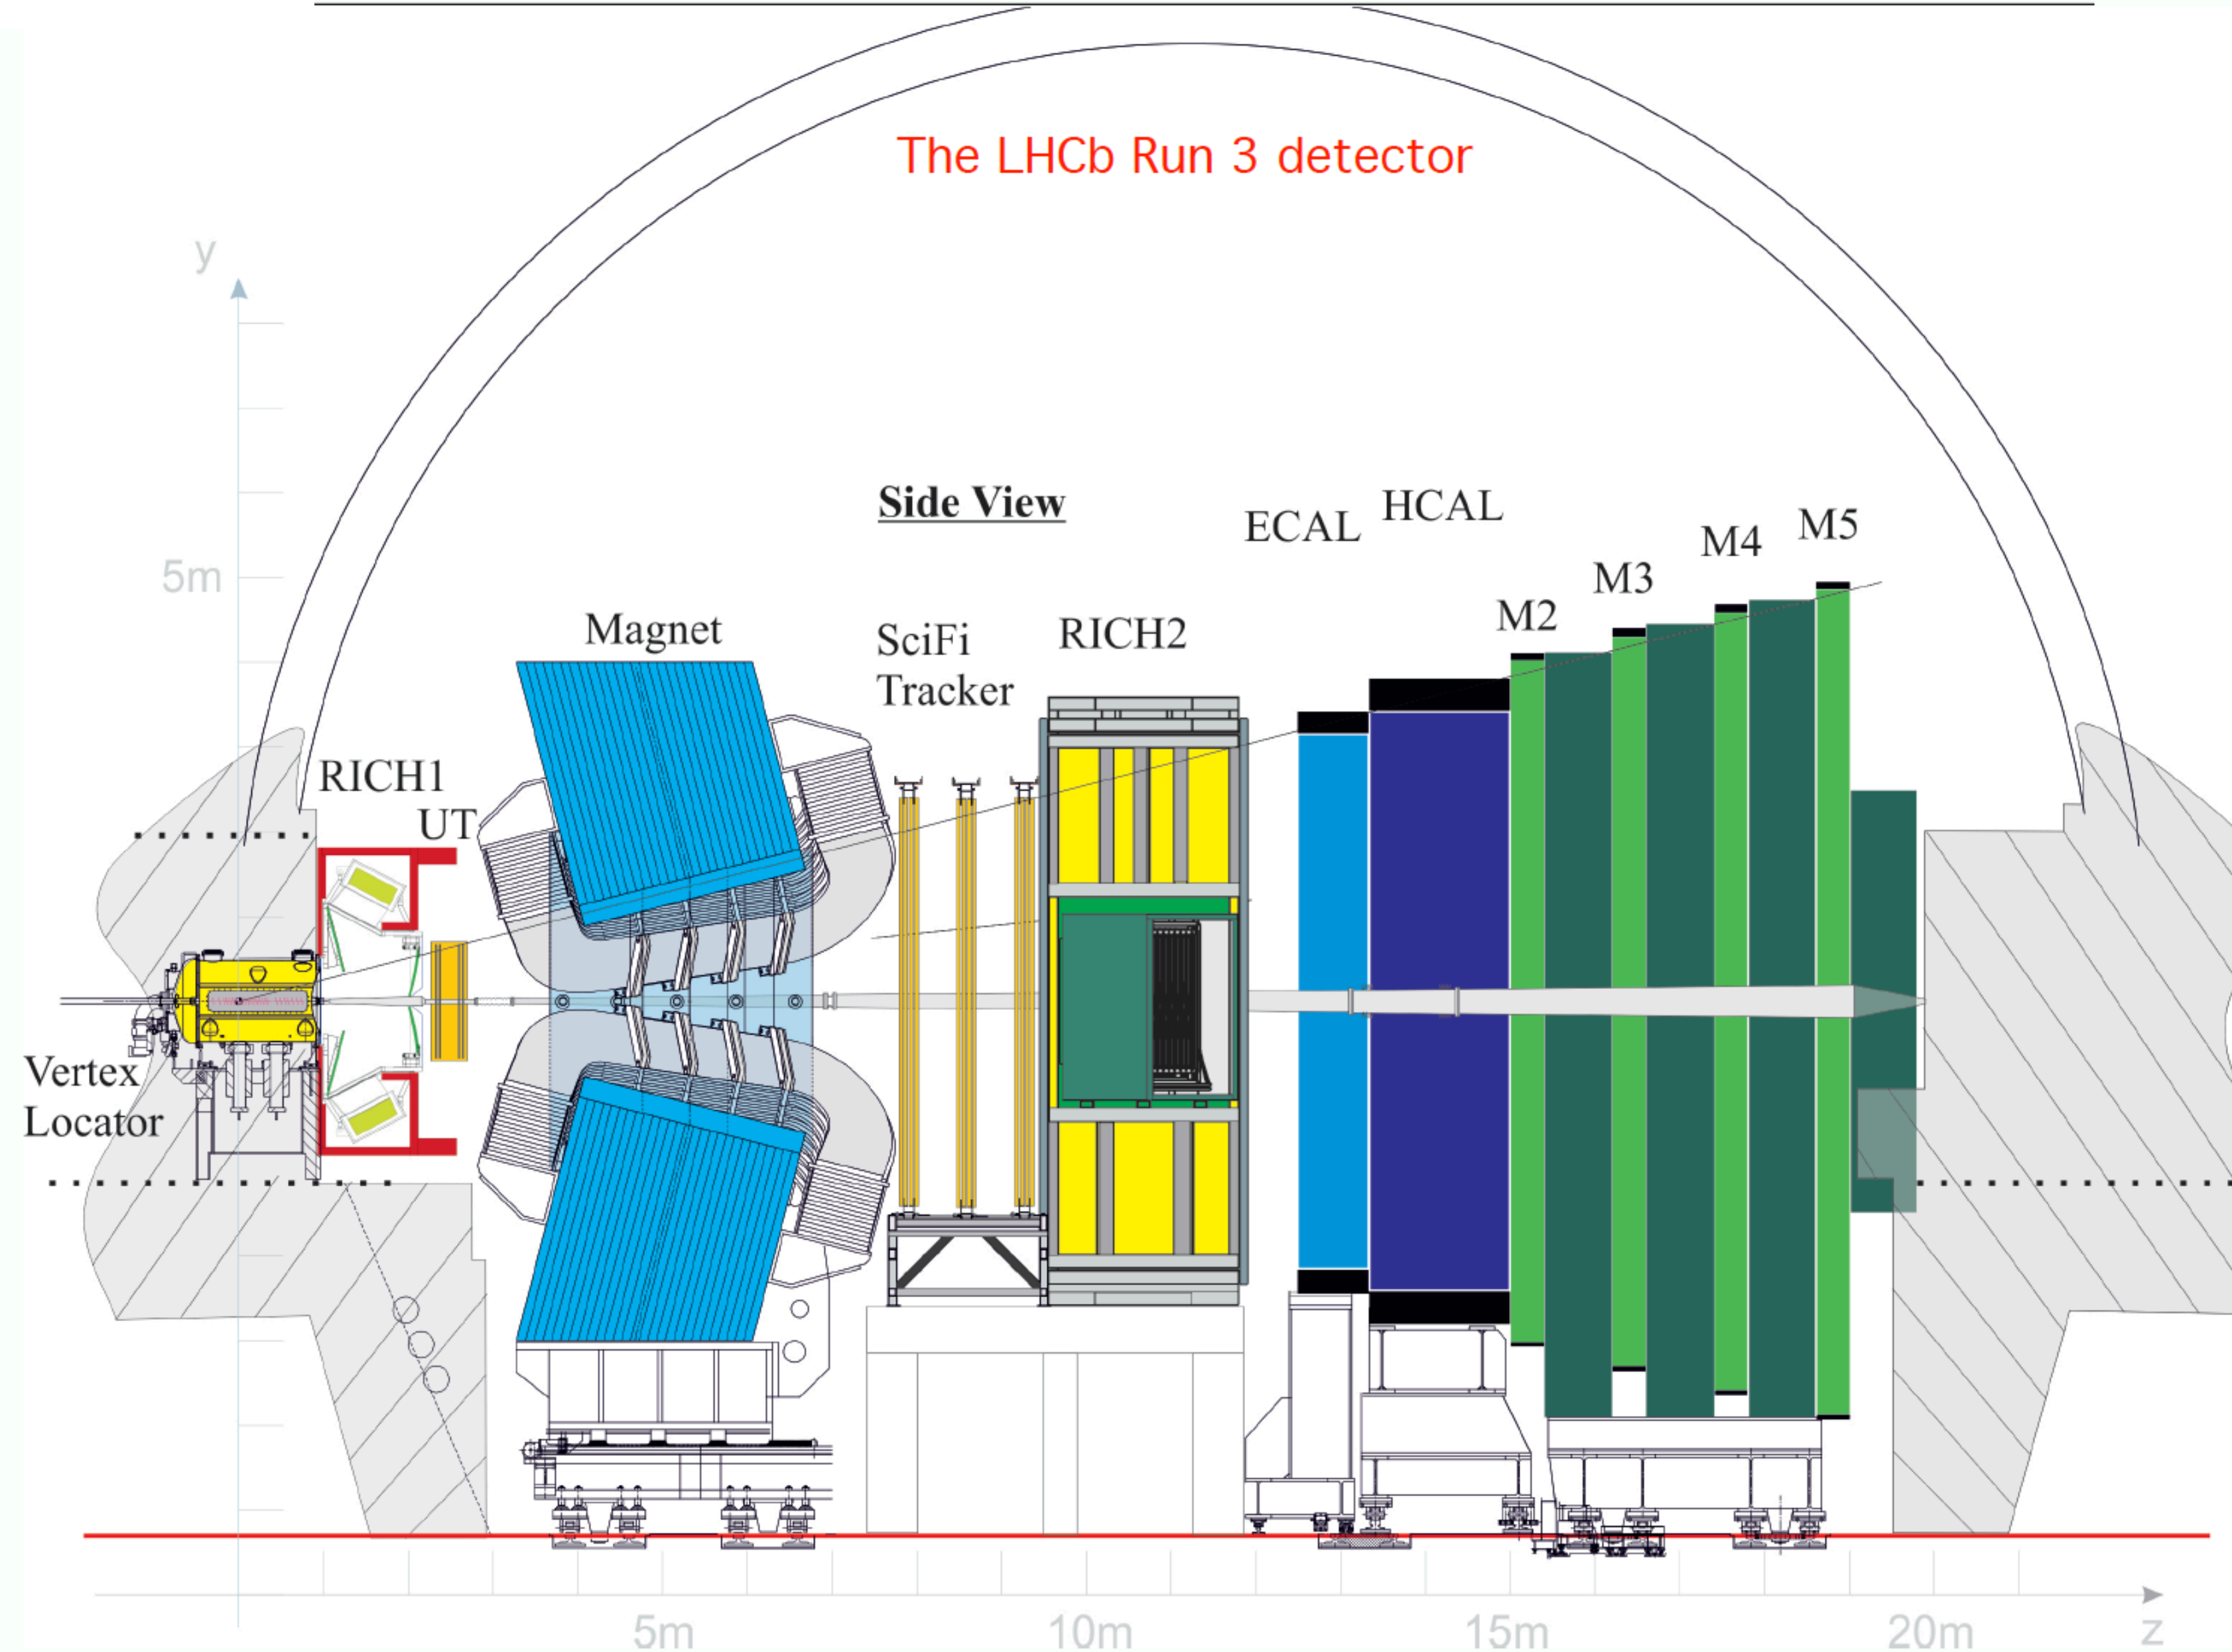 The LHCb Run 3 detector
y
Side View
ECAL
HCAL
M5
M4
M3
M2
5m
Magnet
SciFi
Tracker
RICH2
RICH1
UT
Vertex
Locator
5m
10m
15m
20m
z